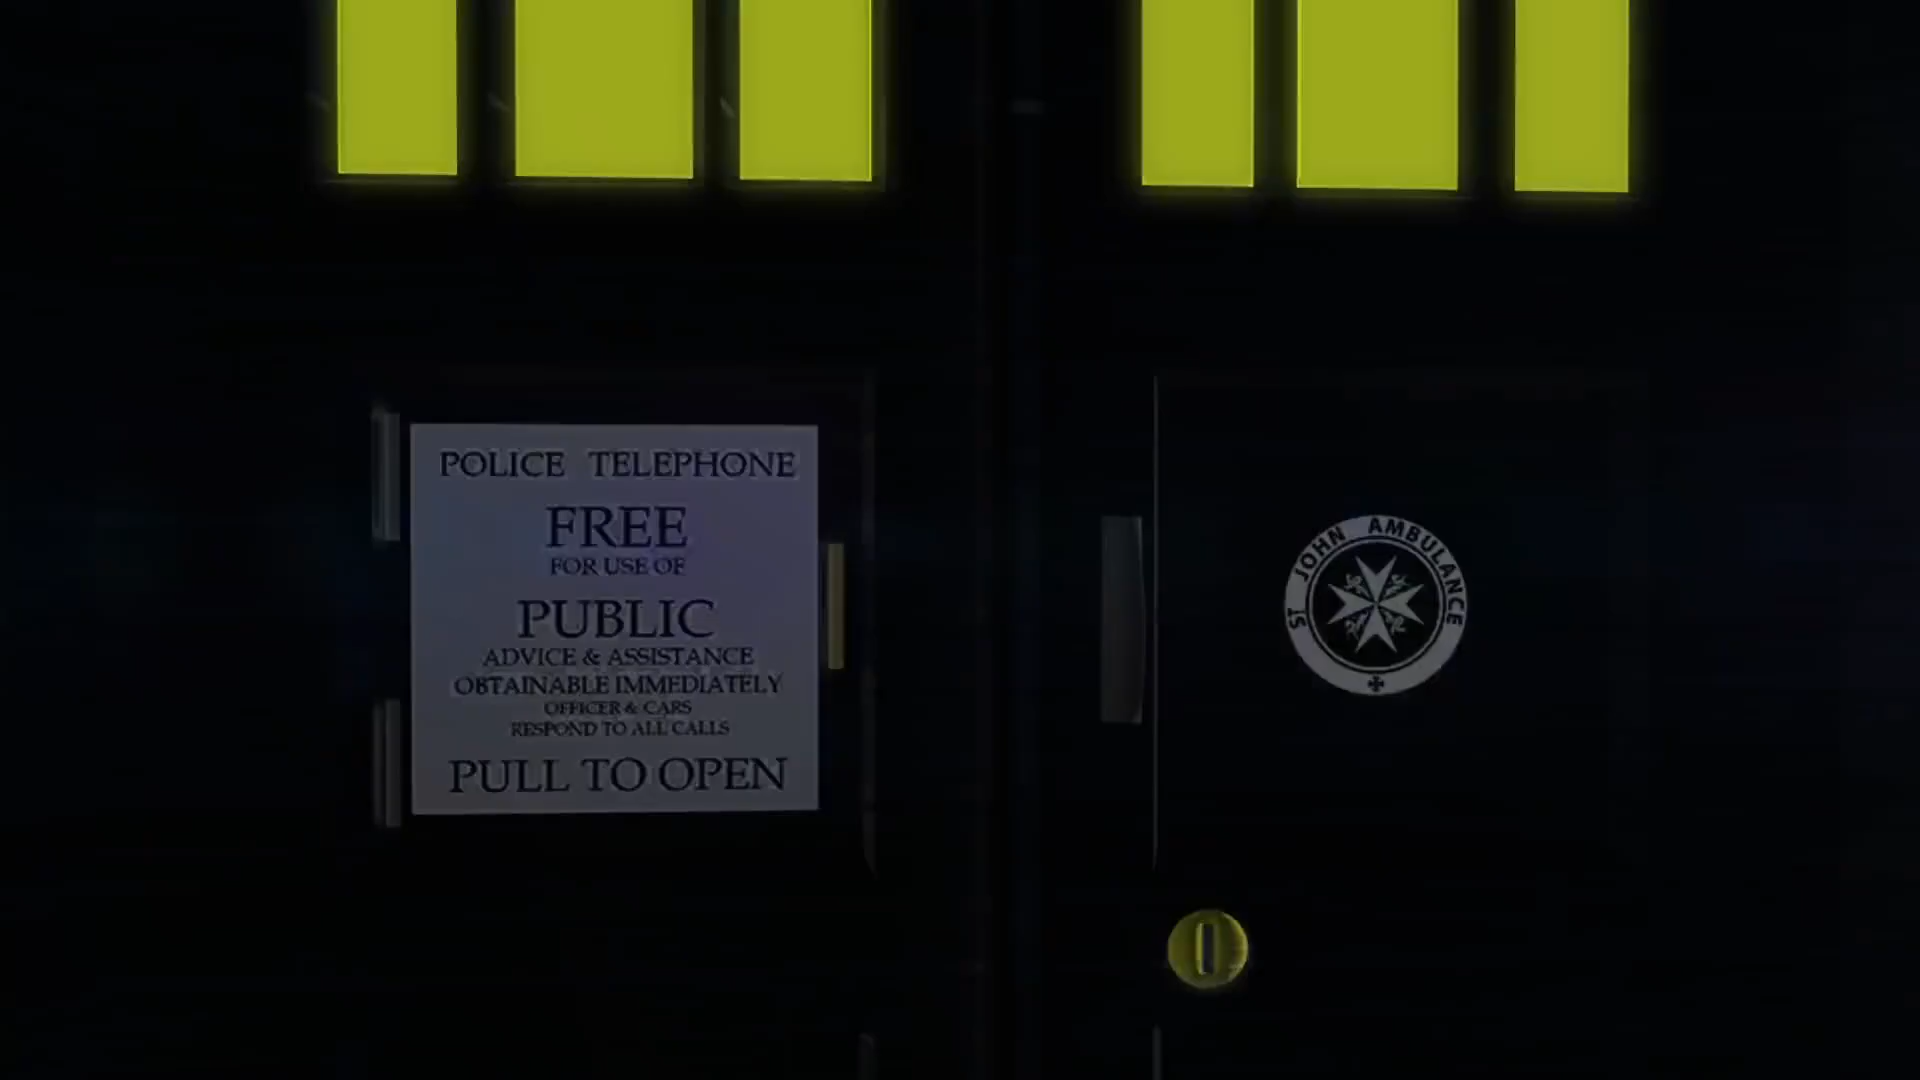 POLICE TELEPHONE
FREE
FOR USE OF
PUBLIC
ADVICE & ASSISTANCE
OBTAINABLE IMMEDIATELY
OFFICER & CARS
RESPOND TO ALL CALLS
PULL TO OPEN
ST JOHN AMBULANCE